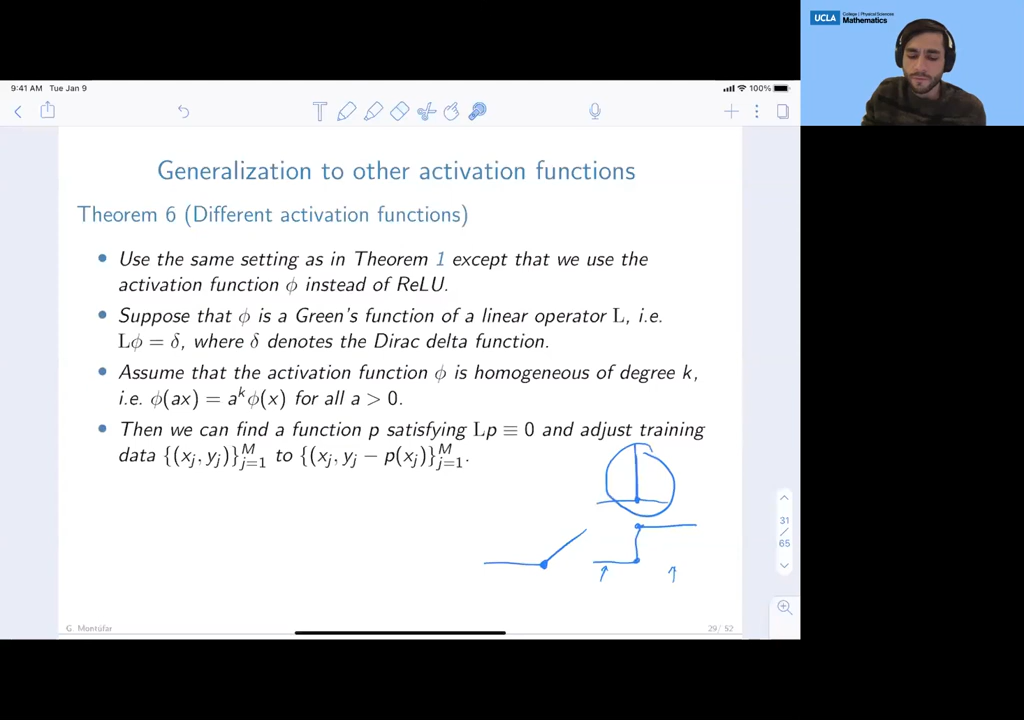 UCLA College | Physical Sciences
Mathematics
9:41 AM Tue Jan 9
100%
Generalization to other activation functions
Theorem 6 (Different activation functions)
• Use the same setting as in Theorem 1 except that we use the
activation function ϕ instead of ReLU.
• Suppose that ϕ is a Green's function of a linear operator L, i.e.
Lϕ = δ, where δ denotes the Dirac delta function.
• Assume that the activation function ϕ is homogeneous of degree k,
i.e. ϕ(ax) = a^k ϕ(x) for all a > 0.
• Then we can find a function p satisfying Lp ≡ 0 and adjust training
data {(x_j, y_j)}_{j=1}^M to {(x_j, y_j − p(x_j)}_{j=1}^M.
31
/
65
G. Montúfar
29/ 52